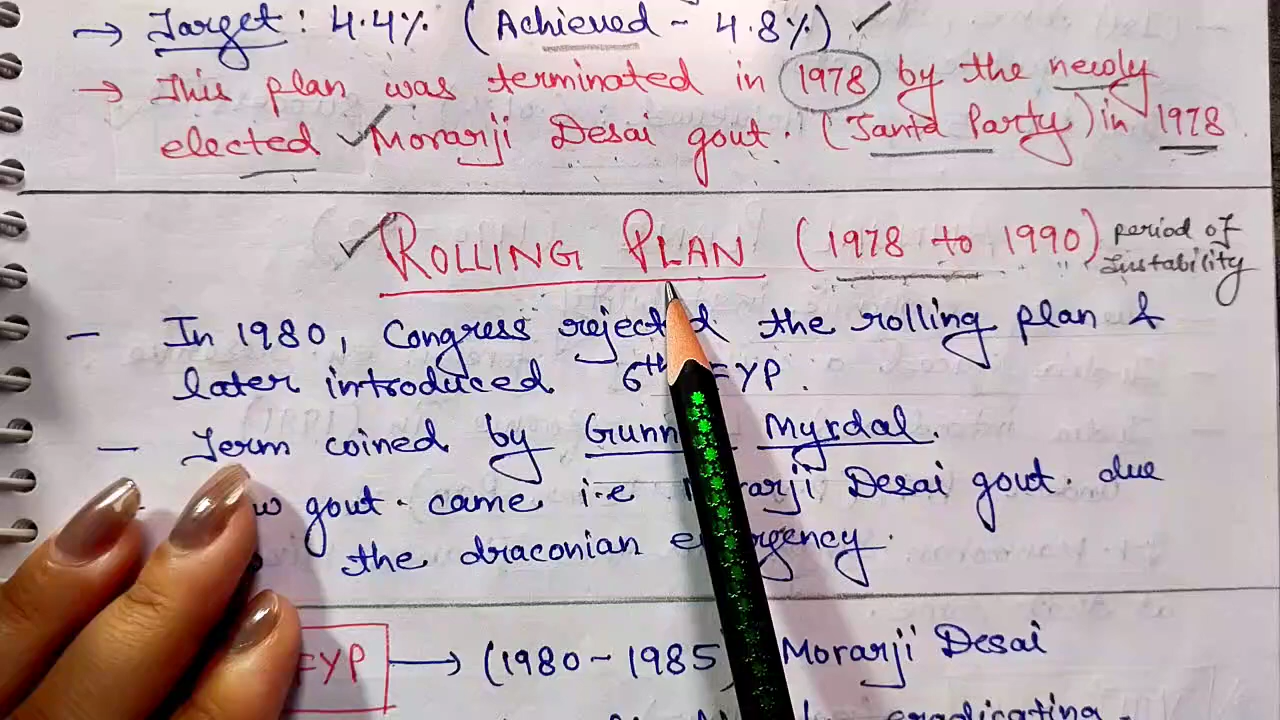 → Target : 4.4% (Achieved - 4.8%) ✓
→ This plan was terminated in 1978 by the newly
elected ✓Morarji Desai govt. (Janta Party) in 1978
✓ROLLING PLAN (1978 to 1990) period of
instability
- In 1980, Congress rejected the rolling plan &
later introduced 6th FYP.
- Term coined by Myrdal.
govt. came i.e Desai govt. due
the draconian
FYP → (1980-1985) Morarji Desai
eradicating